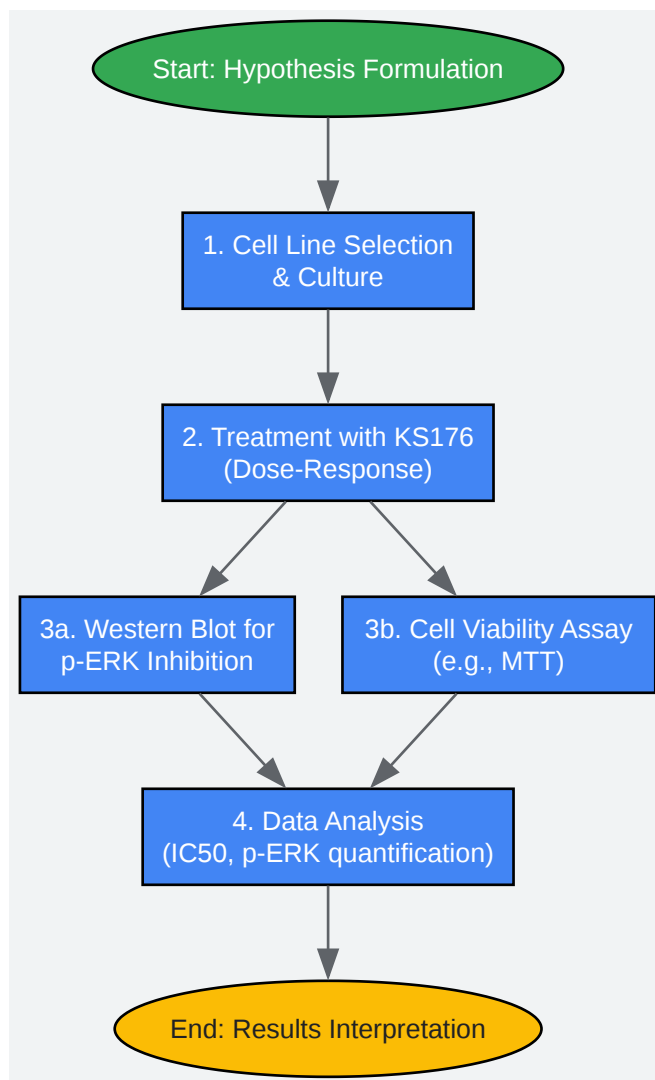 Start: Hypothesis Formulation
1. Cell Line Selection
& Culture
2. Treatment with KS176
(Dose-Response)
3a. Western Blot for
p-ERK Inhibition
3b. Cell Viability Assay
(e.g., MTT)
4. Data Analysis
(IC50, p-ERK quantification)
End: Results Interpretation